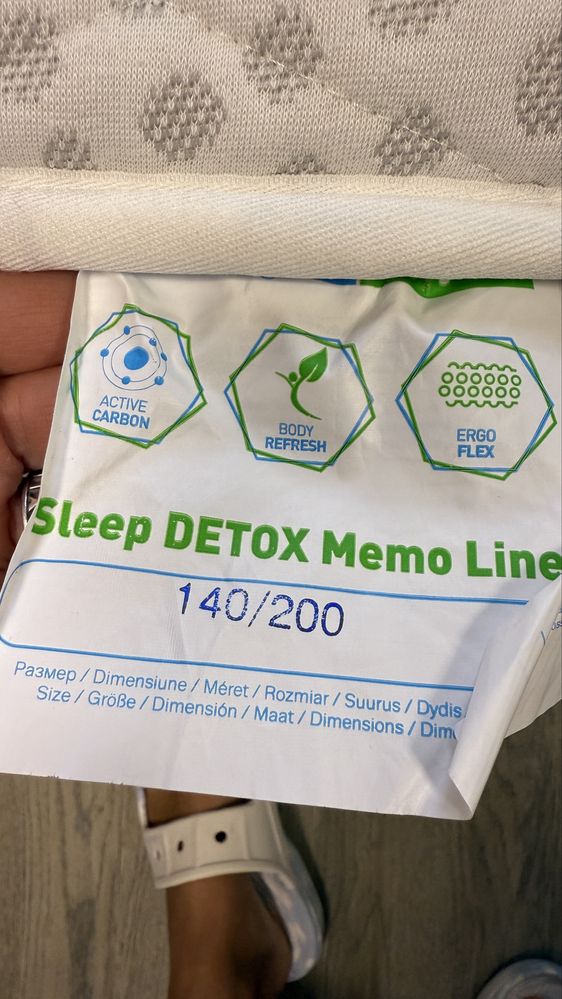 ACTIVE
CARBON
BODY
REFRESH
ERGO
FLEX
Sleep DETOX Memo Line
140/200
Размер / Dimensiune / Méret / Rozmiar / Suurus / Dydis
Size / Größe / Dimensión / Maat / Dimensions /